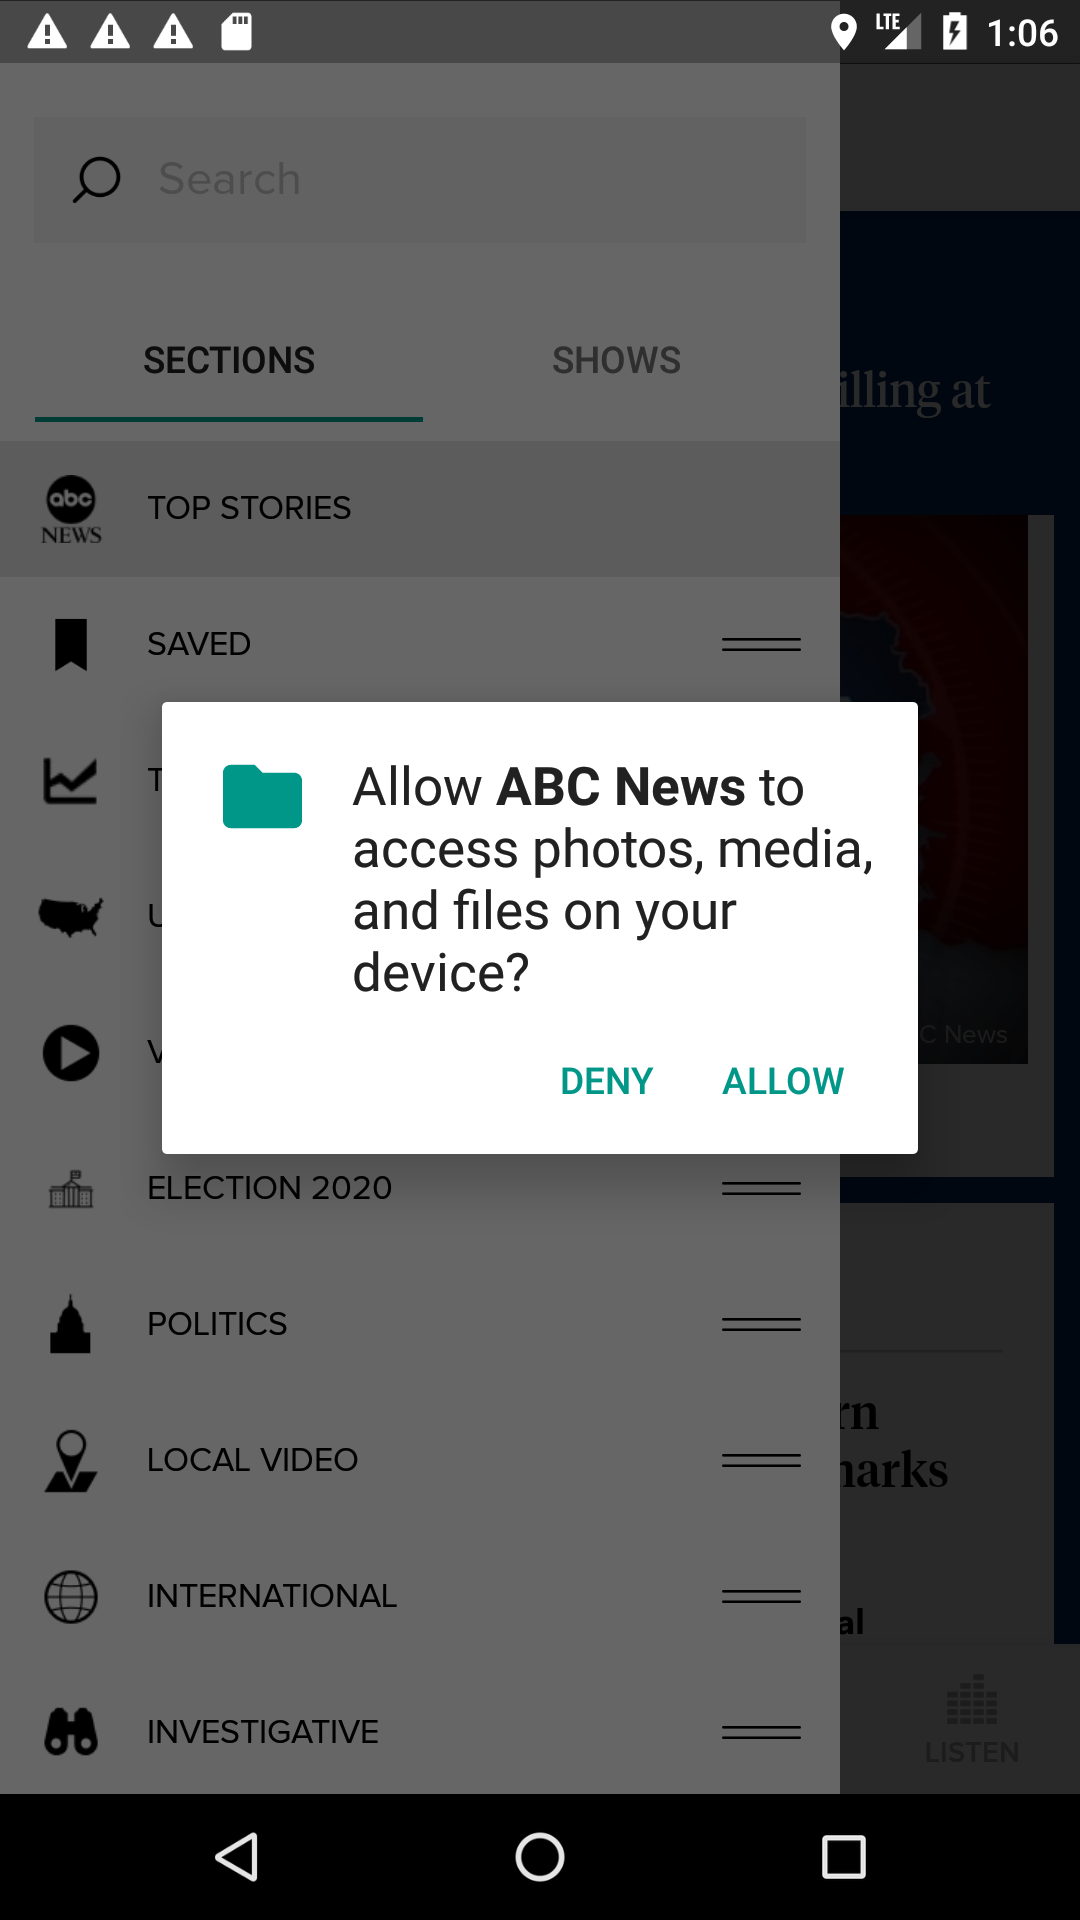 LTE 1:06
Search
SECTIONS SHOWS
illing at
abc
NEWS
TOP STORIES
SAVED
Allow ABC News to
access photos, media,
and files on your
device?
C News
DENY ALLOW
ELECTION 2020
POLITICS
rn
LOCAL VIDEO
narks
INTERNATIONAL
al
INVESTIGATIVE
LISTEN